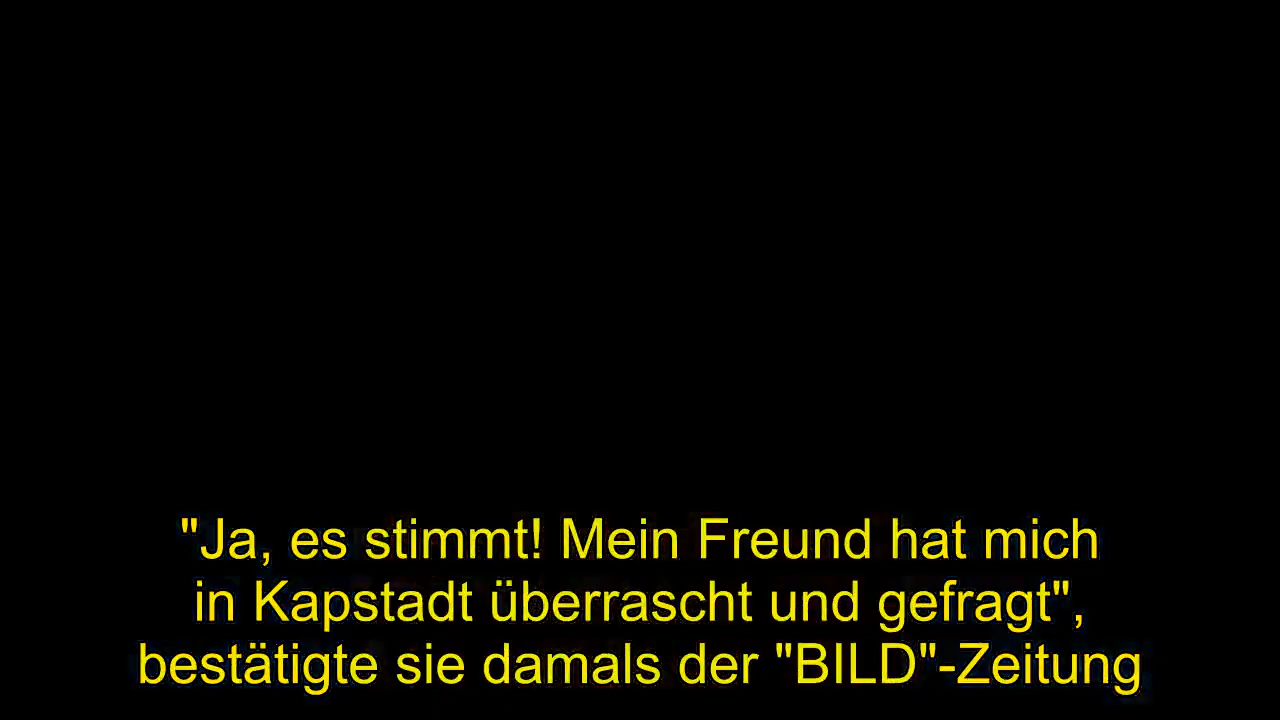 "Ja, es stimmt! Mein Freund hat mich
in Kapstadt überrascht und gefragt",
bestätigte sie damals der "BILD"-Zeitung